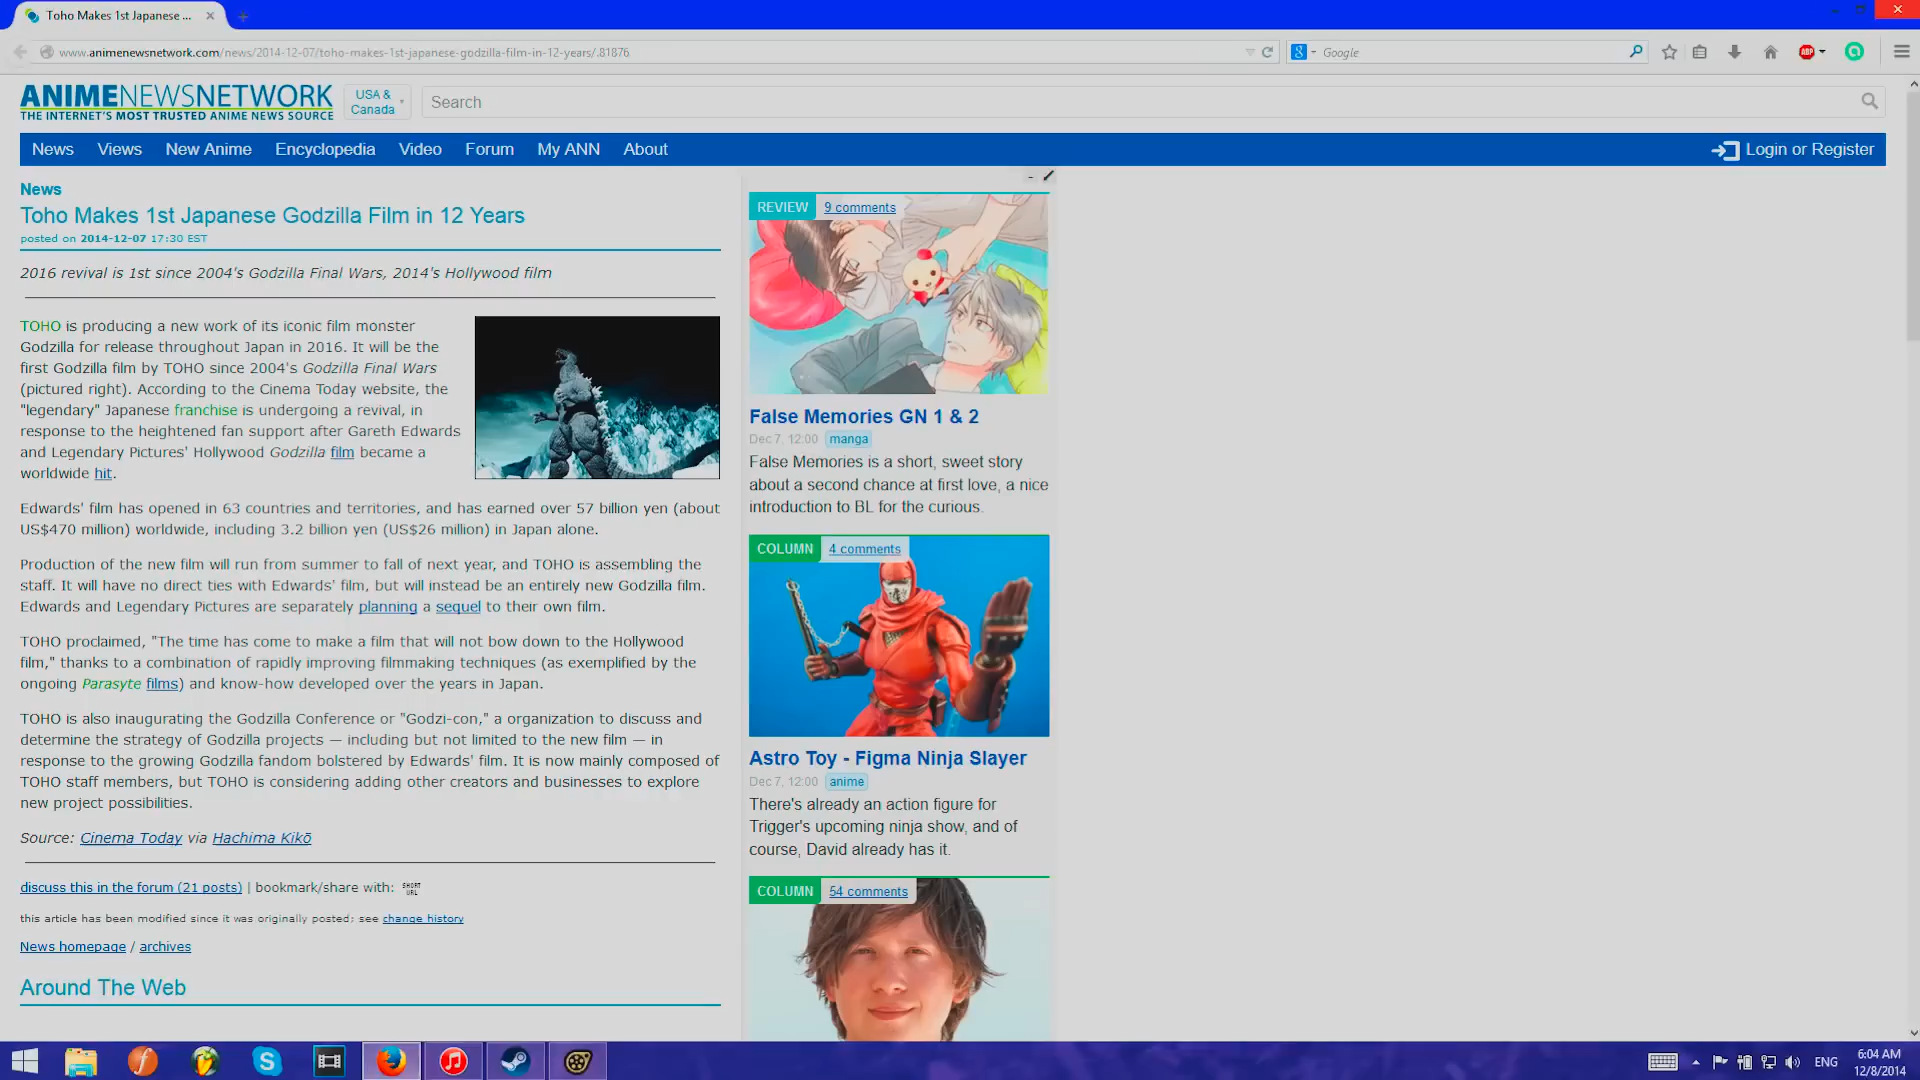 Toho Makes 1st Japanese ...
www.animenewsnetwork.com/news/2014-12-07/toho-makes-1st-japanese-godzilla-film-in-12-years/.81876
Google
ABP
ANIMENEWSNETWORK
THE INTERNET'S MOST TRUSTED ANIME NEWS SOURCE
USA &
Canada
Search
News Views New Anime Encyclopedia Video Forum My ANN About
Login or Register
News
Toho Makes 1st Japanese Godzilla Film in 12 Years
posted on 2014-12-07 17:30 EST
2016 revival is 1st since 2004's Godzilla Final Wars, 2014's Hollywood film
TOHO is producing a new work of its iconic film monster
Godzilla for release throughout Japan in 2016. It will be the
first Godzilla film by TOHO since 2004's Godzilla Final Wars
(pictured right). According to the Cinema Today website, the
"legendary" Japanese franchise is undergoing a revival, in
response to the heightened fan support after Gareth Edwards
and Legendary Pictures' Hollywood Godzilla film became a
worldwide hit.
Edwards' film has opened in 63 countries and territories, and has earned over 57 billion yen (about
US$470 million) worldwide, including 3.2 billion yen (US$26 million) in Japan alone.
Production of the new film will run from summer to fall of next year, and TOHO is assembling the
staff. It will have no direct ties with Edwards' film, but will instead be an entirely new Godzilla film.
Edwards and Legendary Pictures are separately planning a sequel to their own film.
TOHO proclaimed, "The time has come to make a film that will not bow down to the Hollywood
film," thanks to a combination of rapidly improving filmmaking techniques (as exemplified by the
ongoing Parasyte films) and know-how developed over the years in Japan.
TOHO is also inaugurating the Godzilla Conference or "Godzi-con," a organization to discuss and
determine the strategy of Godzilla projects — including but not limited to the new film — in
response to the growing Godzilla fandom bolstered by Edwards' film. It is now mainly composed of
TOHO staff members, but TOHO is considering adding other creators and businesses to explore
new project possibilities.
Source: Cinema Today via Hachima Kikō
discuss this in the forum (21 posts) | bookmark/share with: SHORT URL
this article has been modified since it was originally posted; see change history
News homepage / archives
Around The Web
REVIEW 9 comments
False Memories GN 1 & 2
Dec 7, 12:00 manga
False Memories is a short, sweet story
about a second chance at first love, a nice
introduction to BL for the curious.
COLUMN 4 comments
Astro Toy - Figma Ninja Slayer
Dec 7, 12:00 anime
There's already an action figure for
Trigger's upcoming ninja show, and of
course, David already has it.
COLUMN 54 comments
ENG
6:04 AM
12/8/2014